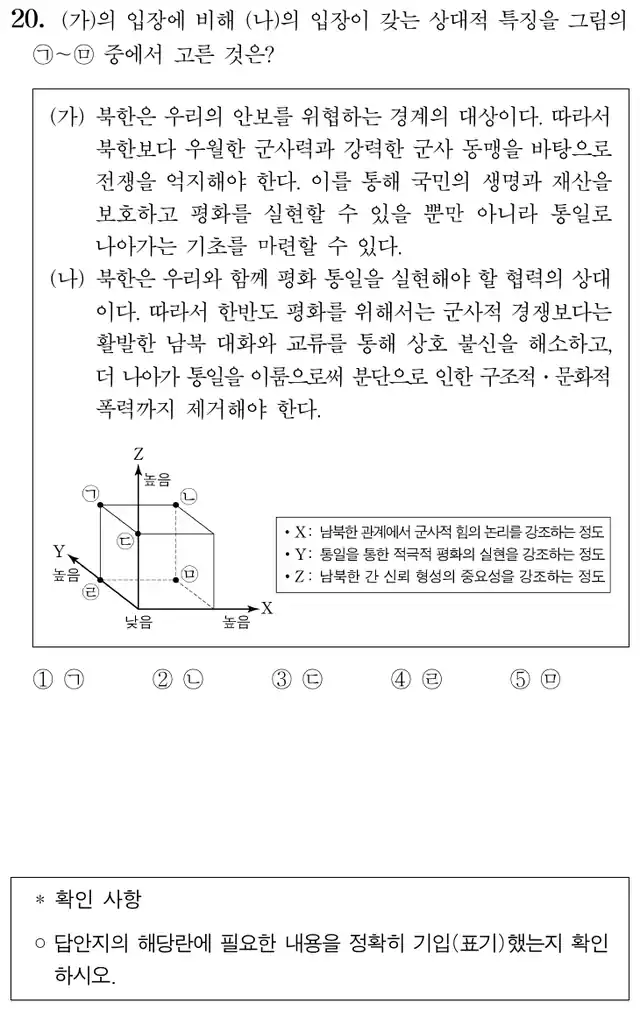 20. (가)의 입장에 비해 (나)의 입장이 갖는 상대적 특징을 그림의
㉠~㉤ 중에서 고른 것은?
(가) 북한은 우리의 안보를 위협하는 경계의 대상이다. 따라서
북한보다 우월한 군사력과 강력한 군사 동맹을 바탕으로
전쟁을 억지해야 한다. 이를 통해 국민의 생명과 재산을
보호하고 평화를 실현할 수 있을 뿐만 아니라 통일로
나아가는 기초를 마련할 수 있다.
(나) 북한은 우리와 함께 평화 통일을 실현해야 할 협력의 상대
이다. 따라서 한반도 평화를 위해서는 군사적 경쟁보다는
활발한 남북 대화와 교류를 통해 상호 불신을 해소하고,
더 나아가 통일을 이룸으로써 분단으로 인한 구조적·문화적
폭력까지 제거해야 한다.
Z
높음
㉠
㉡
㉢
Y
높음
㉣
㉤
X
낮음
높음
• X: 남북한 관계에서 군사적 힘의 논리를 강조하는 정도
• Y: 통일을 통한 적극적 평화의 실현을 강조하는 정도
• Z: 남북한 간 신뢰 형성의 중요성을 강조하는 정도
① ㉠ ② ㉡ ③ ㉢ ④ ㉣ ⑤ ㉤
* 확인 사항
○ 답안지의 해당란에 필요한 내용을 정확히 기입(표기)했는지 확인
하시오.